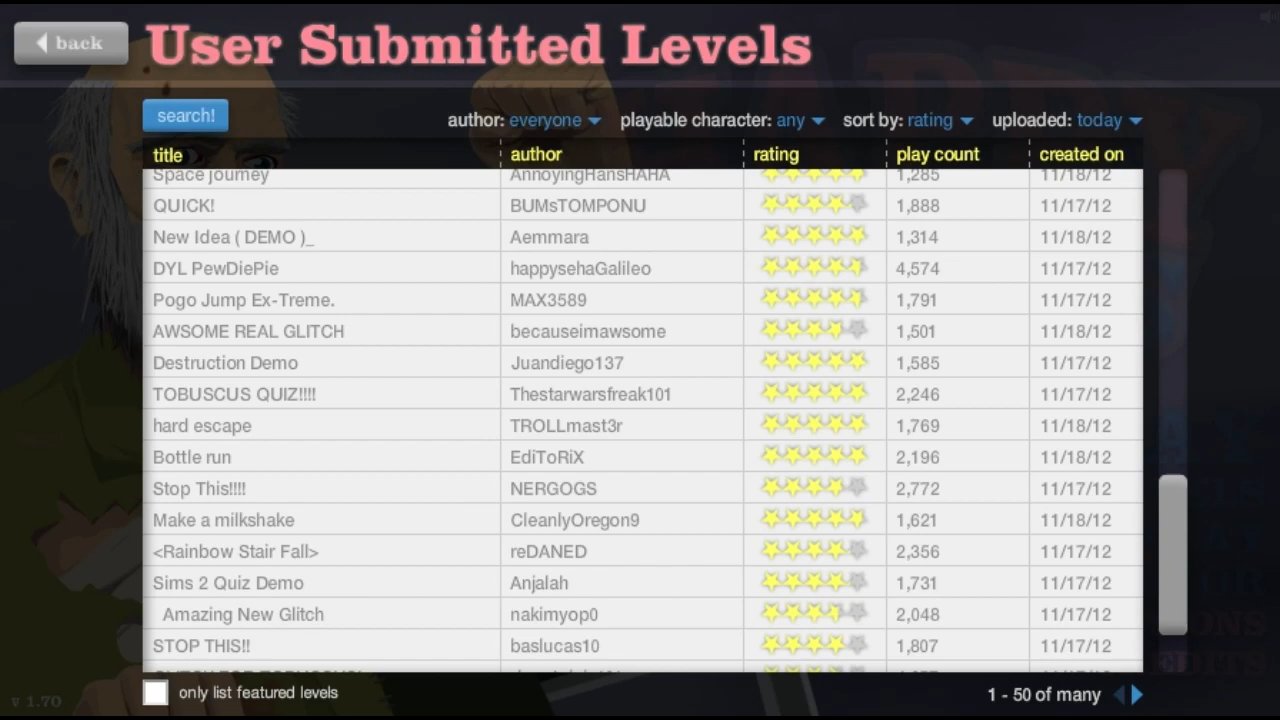 back
User Submitted Levels
search!
author: everyone playable character: any sort by: rating uploaded: today
title author rating play count created on
Space journey AnnoyingHansHAHA 1,285 11/18/12
QUICK! BUMsTOMPONU 1,888 11/17/12
New Idea ( DEMO )_ Aemmara 1,314 11/18/12
DYL PewDiePie happysehaGalileo 4,574 11/17/12
Pogo Jump Ex-Treme. MAX3589 1,791 11/17/12
AWSOME REAL GLITCH becauseimawsome 1,501 11/18/12
Destruction Demo Juandiego137 1,585 11/17/12
TOBUSCUS QUIZ!!!! Thestarwarsfreak101 2,246 11/17/12
hard escape TROLLmast3r 1,769 11/18/12
Bottle run EdiToRiX 2,196 11/18/12
Stop This!!!! NERGOGS 2,772 11/17/12
Make a milkshake CleanlyOregon9 1,621 11/18/12
<Rainbow Stair Fall> reDANED 2,356 11/17/12
Sims 2 Quiz Demo Anjalah 1,731 11/17/12
Amazing New Glitch nakimyop0 2,048 11/17/12
STOP THIS!! baslucas10 1,807 11/17/12
only list featured levels 1 - 50 of many
v 1.70